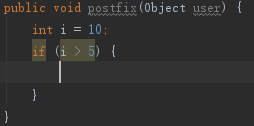 public void postfix(Object user) {
int i = 10;
if (i > 5) {
}
}